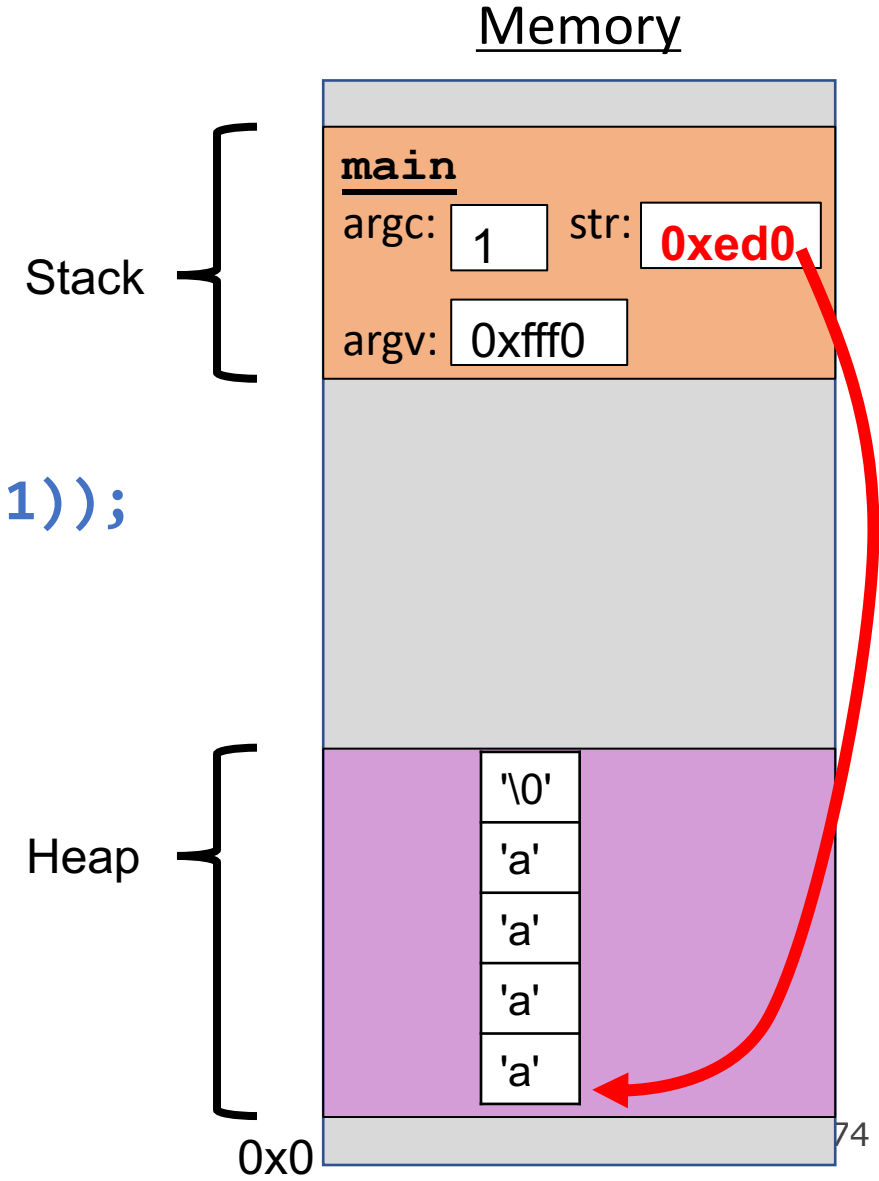 Memory
main
argc: 1 str: 0xed0
Stack
argv: 0xfff0
1));
'\0'
Heap
'a'
'a'
'a'
'a'
0x0
74